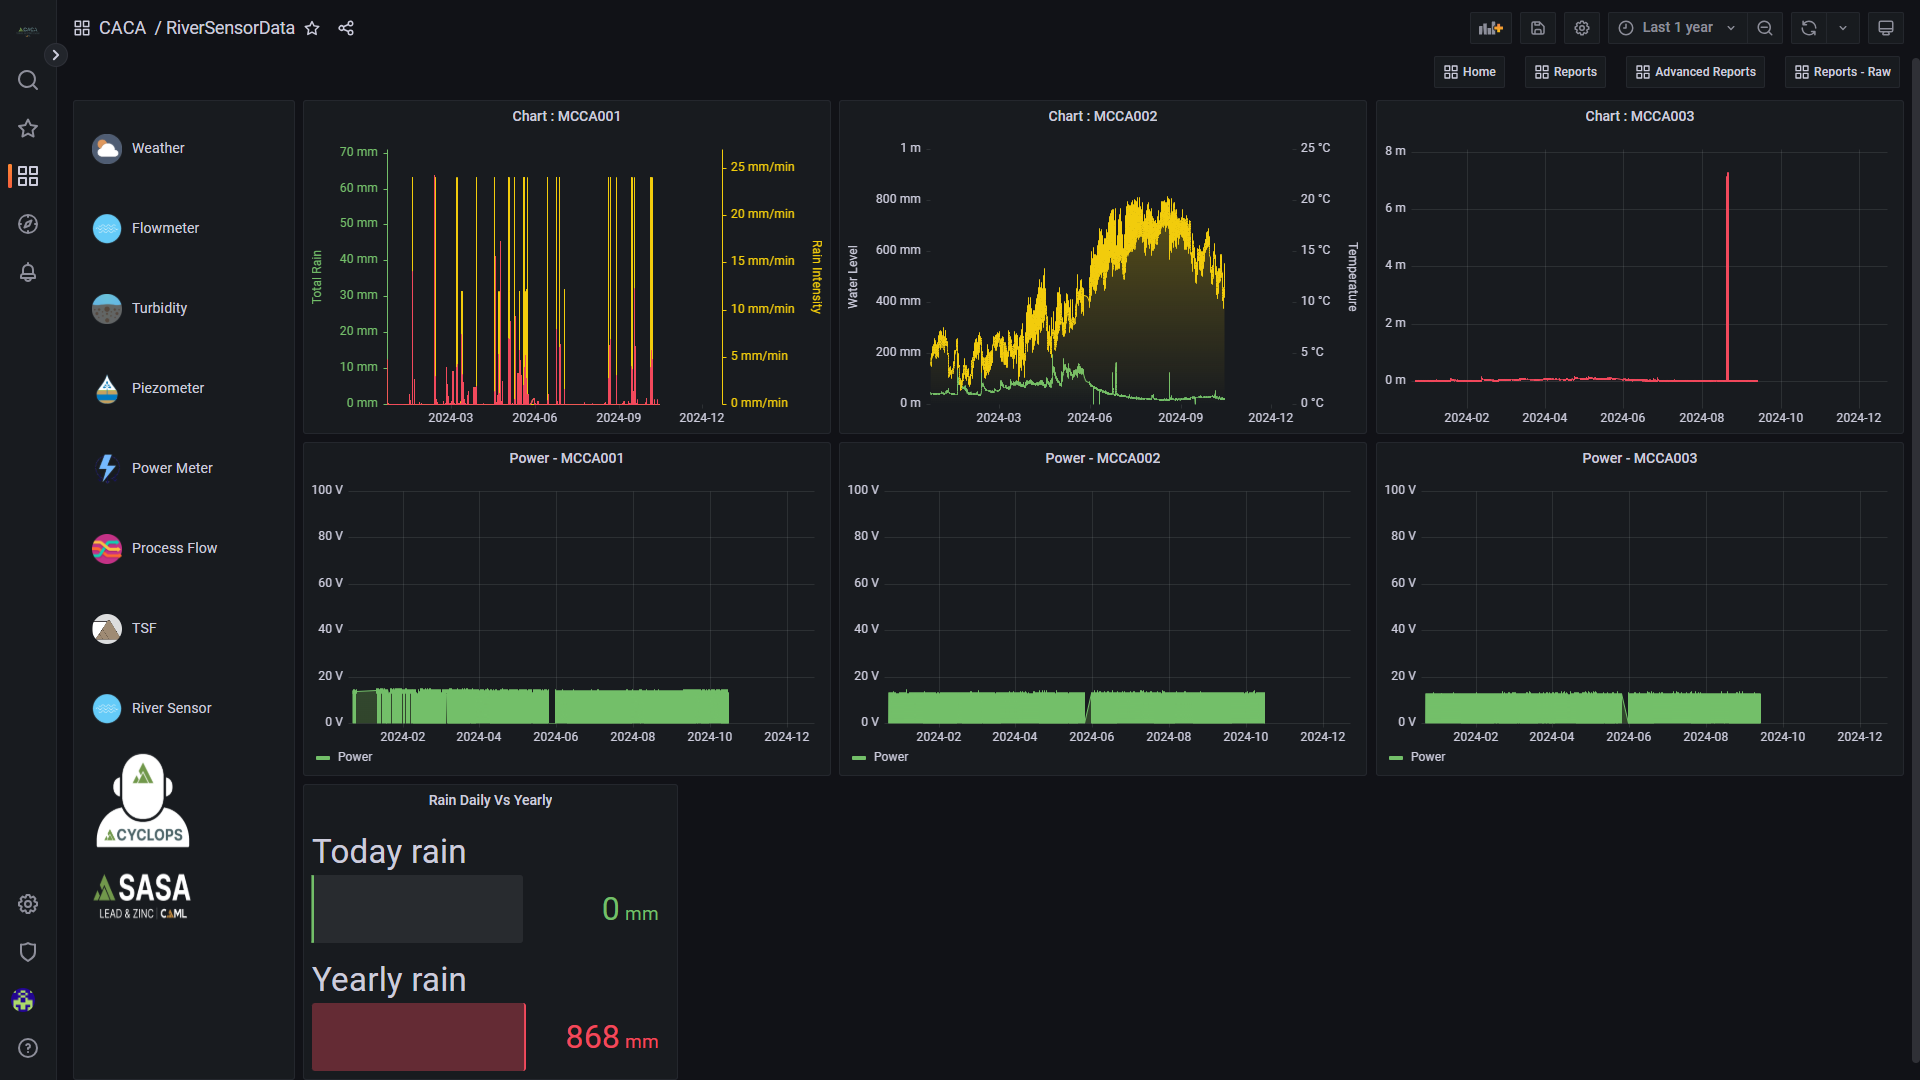 CACA / RiverSensorData
Last 1 year
Home
Reports
Advanced Reports
Reports - Raw
Weather
Flowmeter
Turbidity
Piezometer
Power Meter
Process Flow
TSF
River Sensor
CYCLOPS
SASA
LEAD & ZINC | CAML
Chart : MCCA001
70 mm
60 mm
50 mm
40 mm
30 mm
20 mm
10 mm
0 mm
Total Rain
25 mm/min
20 mm/min
15 mm/min
10 mm/min
5 mm/min
0 mm/min
Rain Intensity
2024-03
2024-06
2024-09
2024-12
Chart : MCCA002
1 m
800 mm
600 mm
400 mm
200 mm
0 m
Water Level
25 °C
20 °C
15 °C
10 °C
5 °C
0 °C
Temperature
2024-03
2024-06
2024-09
2024-12
Chart : MCCA003
8 m
6 m
4 m
2 m
0 m
2024-02
2024-04
2024-06
2024-08
2024-10
2024-12
Power - MCCA001
100 V
80 V
60 V
40 V
20 V
0 V
2024-02
2024-04
2024-06
2024-08
2024-10
2024-12
Power
Power - MCCA002
100 V
80 V
60 V
40 V
20 V
0 V
2024-02
2024-04
2024-06
2024-08
2024-10
2024-12
Power
Power - MCCA003
100 V
80 V
60 V
40 V
20 V
0 V
2024-02
2024-04
2024-06
2024-08
2024-10
2024-12
Power
Rain Daily Vs Yearly
Today rain
0 mm
Yearly rain
868 mm